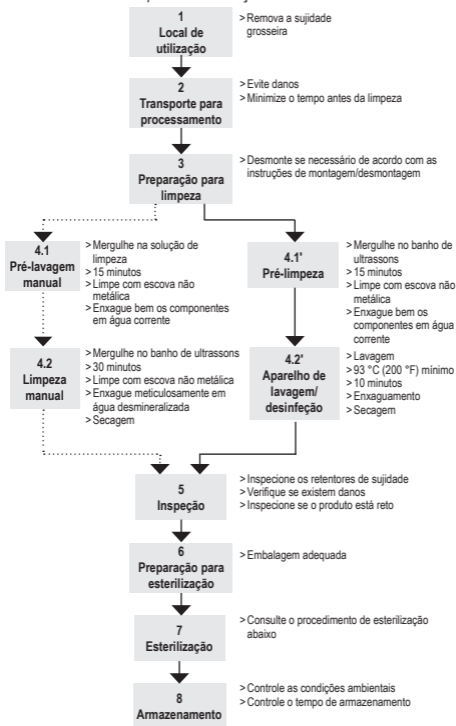 1
Local de
utilização
> Remova a sujidade
grosseira
2
Transporte para
processamento
> Evite danos
> Minimize o tempo antes da limpeza
3
Preparação para
limpeza
> Desmonte se necessário de acordo com as
instruções de montagem/desmontagem
4.1
Pré-lavagem
manual
> Mergulhe na solução de
limpeza
> 15 minutos
> Limpe com escova não
metálica
> Enxague bem os componentes
em água corrente
4.1'
Pré-limpeza
> Mergulhe no banho de
ultrassons
> 15 minutos
> Limpe com escova não
metálica
> Enxague bem os
componentes em água
corrente
4.2
Limpeza
manual
> Mergulhe no banho de ultrassons
> 30 minutos
> Limpe com escova não metálica
> Enxague meticulosamente em
água desmineralizada
> Secagem
4.2'
Aparelho de
lavagem/
desinfeção
> Lavagem
> 93 °C (200 °F) mínimo
> 10 minutos
> Enxaguamento
> Secagem
5
Inspeção
> Inspecione os retentores de sujidade
> Verifique se existem danos
> Inspecione se o produto está reto
6
Preparação para
esterilização
> Embalagem adequada
7
Esterilização
> Consulte o procedimento de esterilização
abaixo
8
Armazenamento
> Controle as condições ambientais
> Controle o tempo de armazenamento